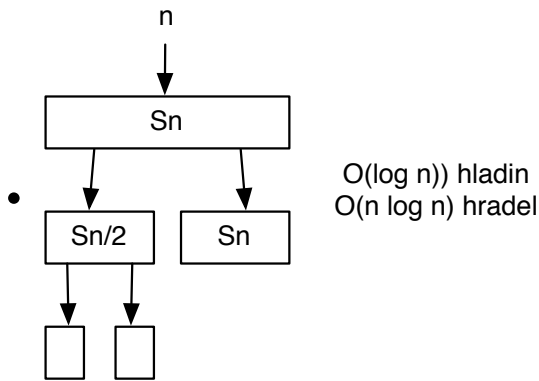 n
Sn
O(log n)) hladin
O(n log n) hradel
Sn/2
Sn